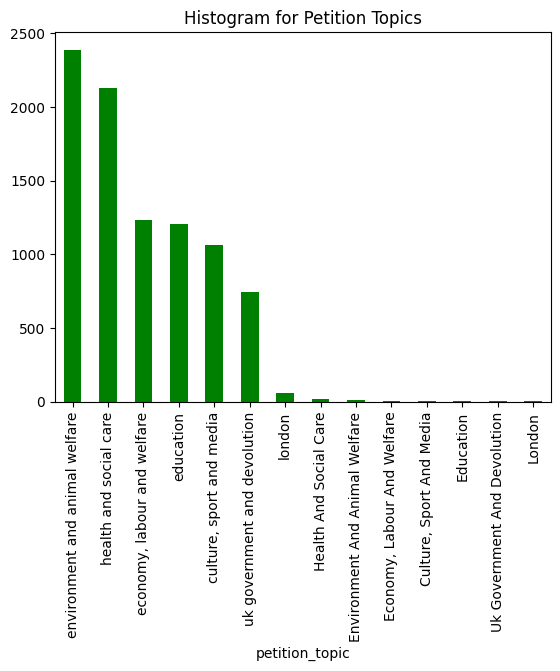 Histogram for Petition Topics
2500
2000
1500
1000
500
0
environment and animal welfare
health and social care
economy, labour and welfare
education
culture, sport and media
uk government and devolution
london
Health And Social Care
Environment And Animal Welfare
Economy, Labour And Welfare
Culture, Sport And Media
Education
Uk Government And Devolution
London
petition_topic